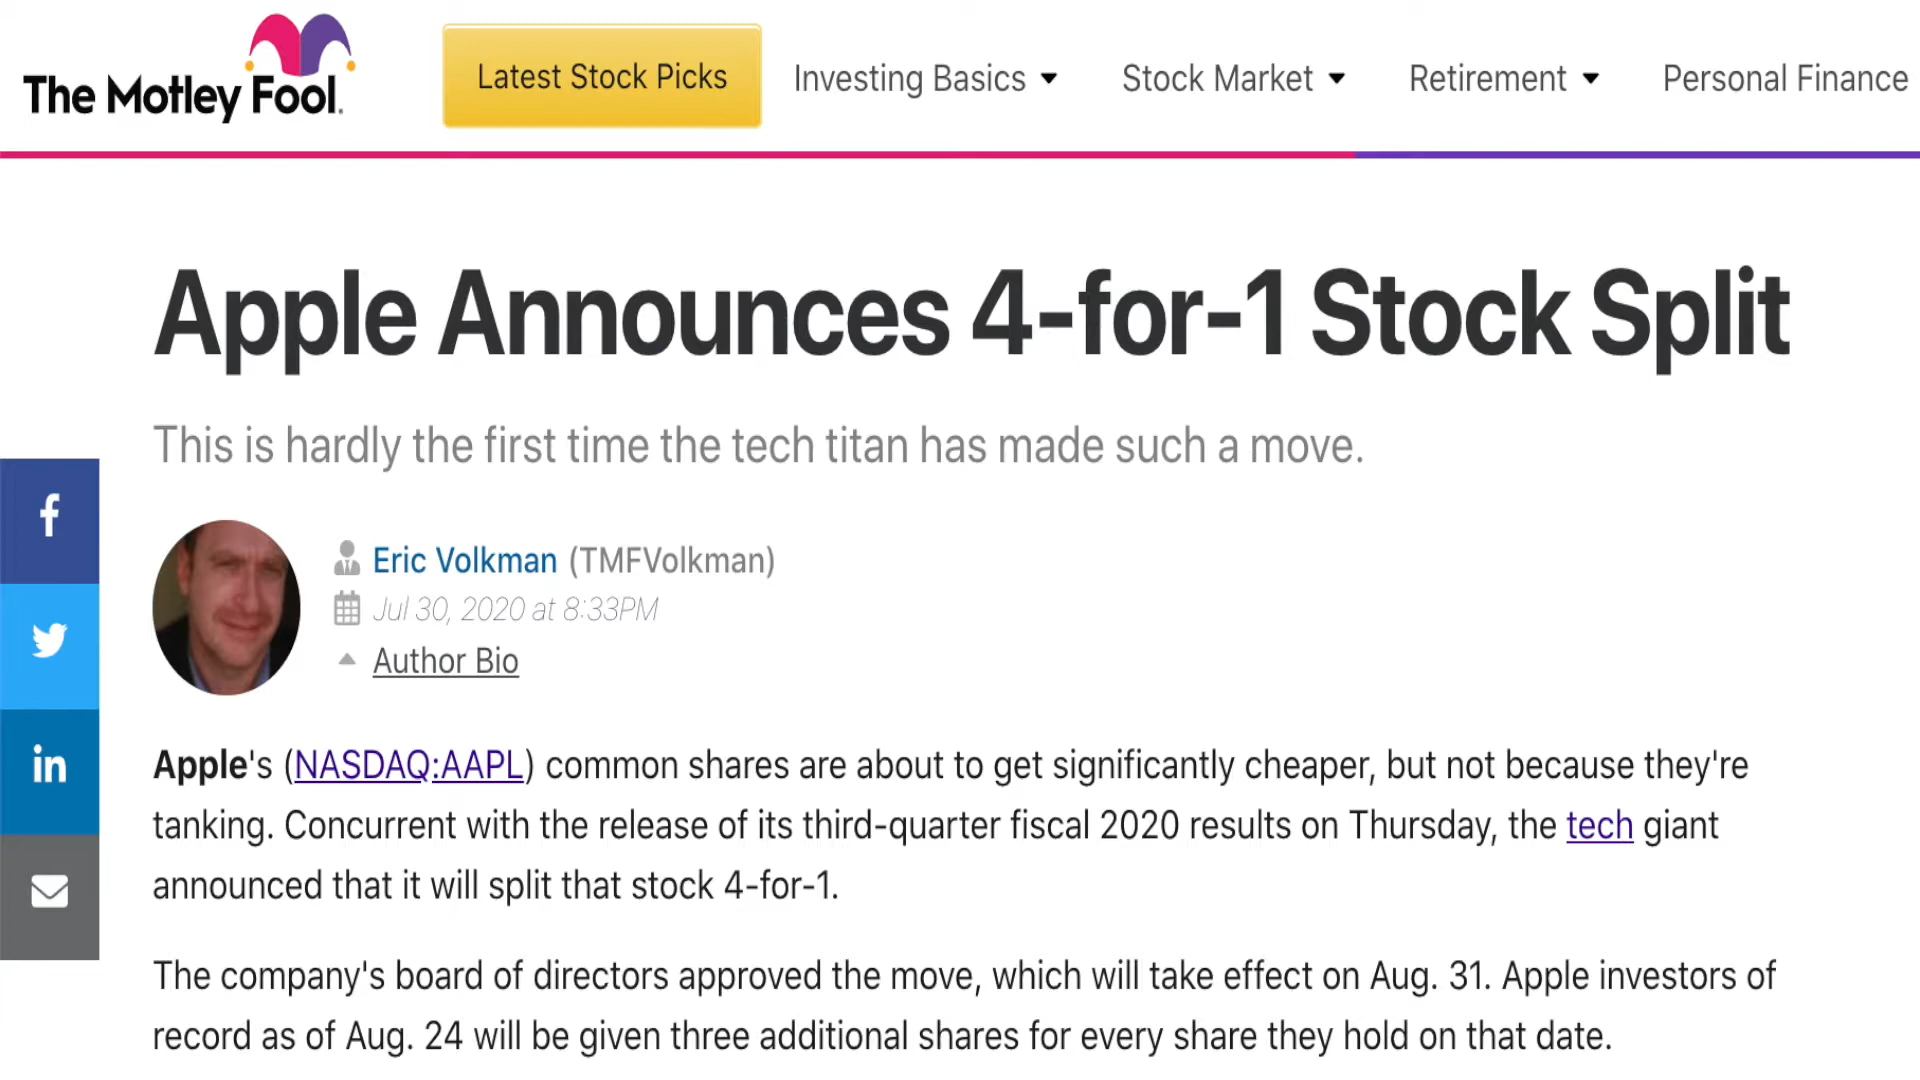 The Motley Fool.
Latest Stock Picks
Investing Basics
Stock Market
Retirement
Personal Finance
Apple Announces 4-for-1 Stock Split
This is hardly the first time the tech titan has made such a move.
f
Eric Volkman (TMFVolkman)
Jul 30, 2020 at 8:33PM
Author Bio
in
Apple's (NASDAQ:AAPL) common shares are about to get significantly cheaper, but not because they're
tanking. Concurrent with the release of its third-quarter fiscal 2020 results on Thursday, the tech giant
announced that it will split that stock 4-for-1.
The company's board of directors approved the move, which will take effect on Aug. 31. Apple investors of
record as of Aug. 24 will be given three additional shares for every share they hold on that date.